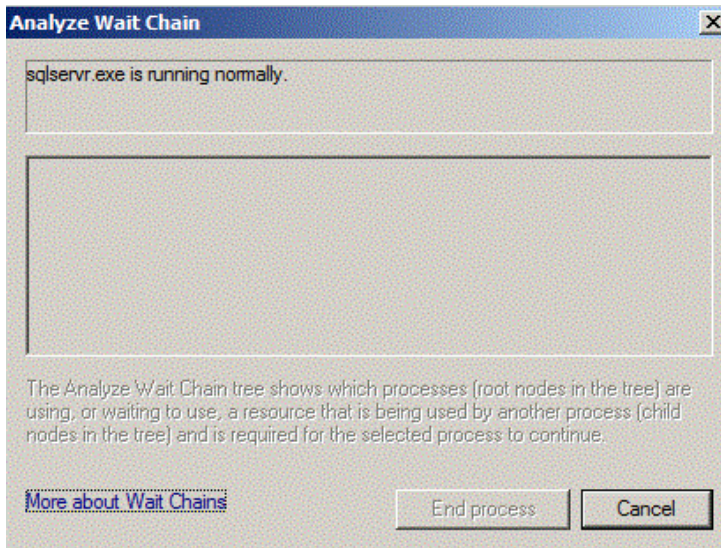 Analyze Wait Chain
sqlservr.exe is running normally.
The Analyze Wait Chain tree shows which processes (root nodes in the tree) are
using, or waiting to use, a resource that is being used by another process (child
nodes in the tree) and is required for the selected process to continue.
More about Wait Chains
End process
Cancel